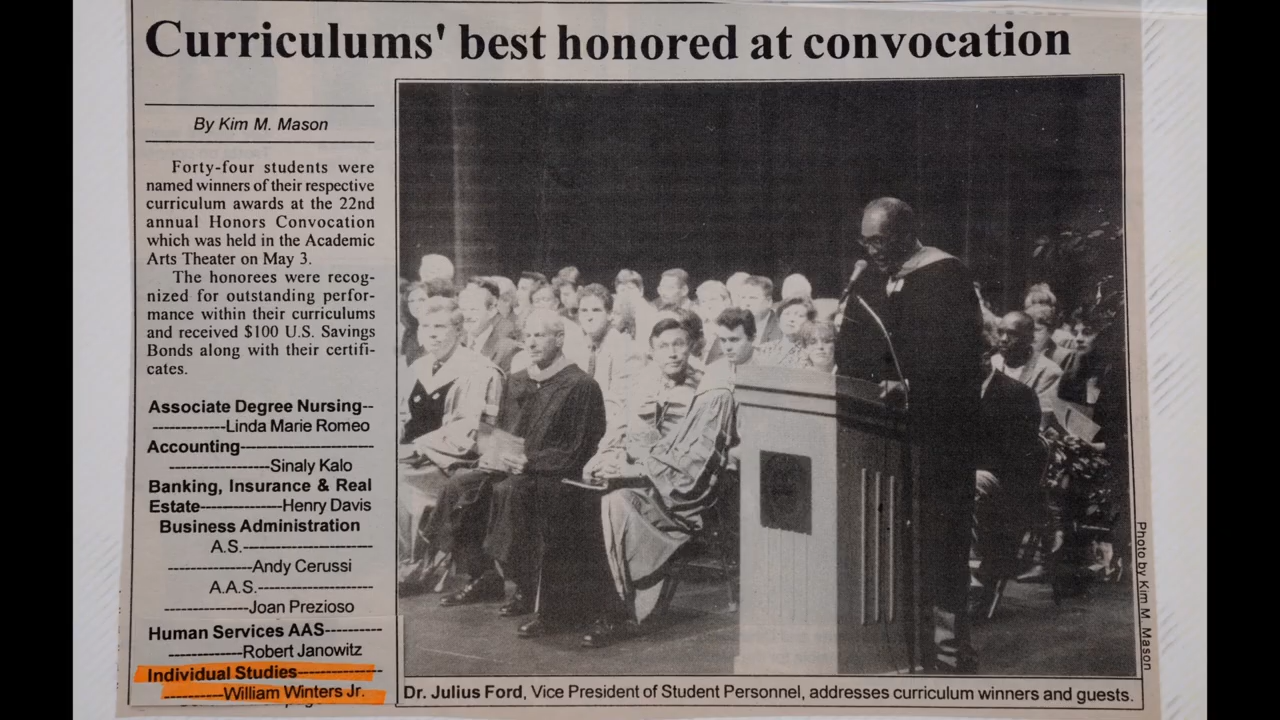 Curriculums' best honored at convocation
By Kim M. Mason
Forty-four students were
named winners of their respective
curriculum awards at the 22nd
annual Honors Convocation
which was held in the Academic
Arts Theater on May 3.
The honorees were recog-
nized for outstanding perfor-
mance within their curriculums
and received $100 U.S. Savings
Bonds along with their certifi-
cates.
Associate Degree Nursing--
-------------Linda Marie Romeo
Accounting------------------------
------------------Sinaly Kalo
Banking, Insurance & Real
Estate---------------Henry Davis
Business Administration
A.S.-----------------------
---------------Andy Cerussi
A.A.S.--------------------
---------------Joan Prezioso
Human Services AAS----------
-------------Robert Janowitz
Individual Studies---------------
-----------William Winters Jr.
Photo by Kim M. Mason
Dr. Julius Ford, Vice President of Student Personnel, addresses curriculum winners and guests.